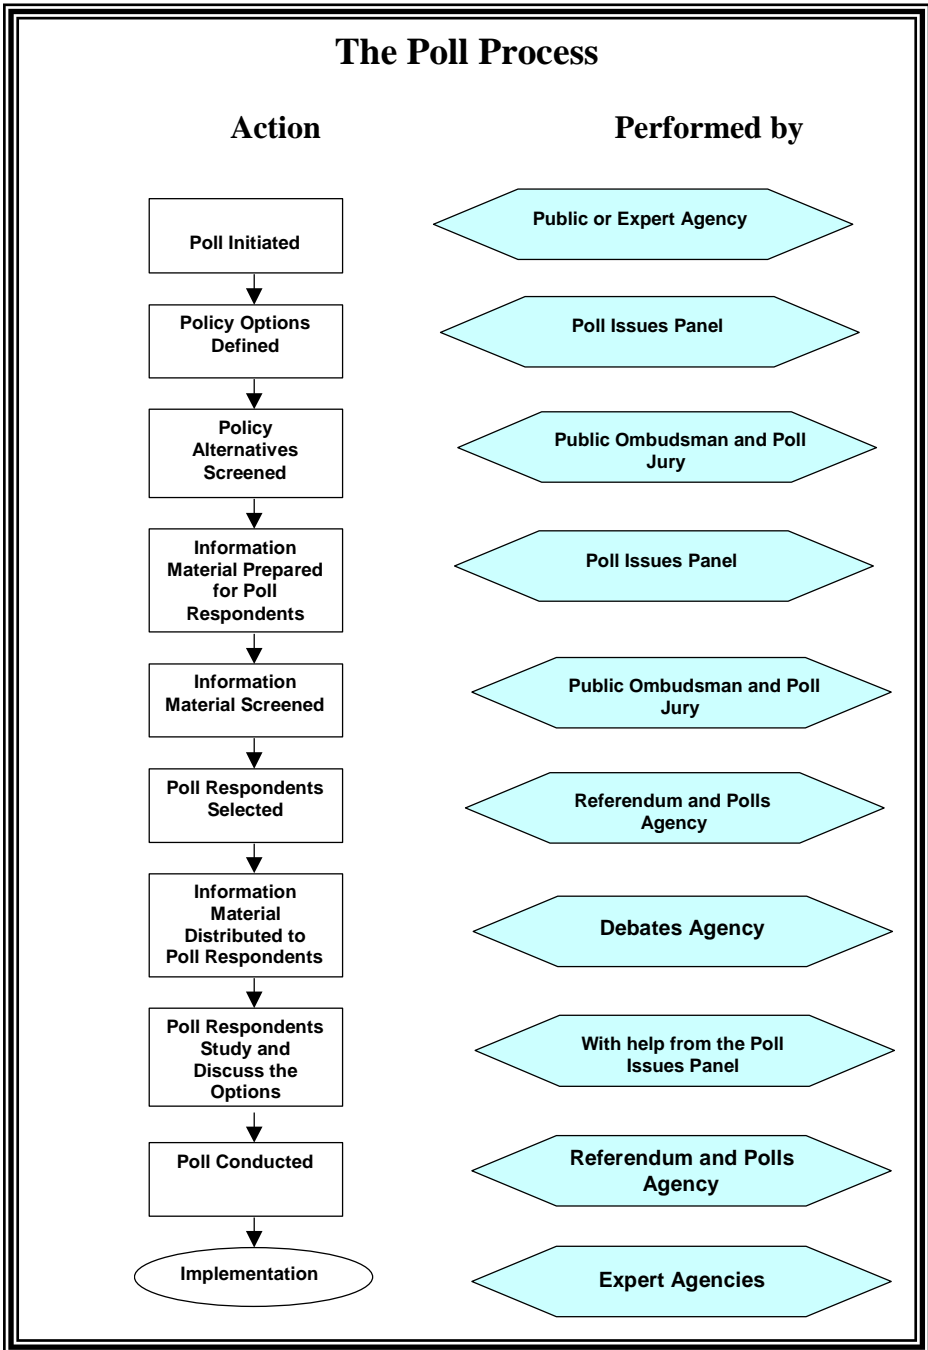 The Poll Process
Action
Performed by
Poll Initiated
Public or Expert Agency
Policy Options
Defined
Poll Issues Panel
Policy
Alternatives
Screened
Public Ombudsman and Poll
Jury
Information
Material Prepared
for Poll
Respondents
Poll Issues Panel
Information
Material Screened
Public Ombudsman and Poll
Jury
Poll Respondents
Selected
Referendum and Polls
Agency
Information
Material
Distributed to
Poll Respondents
Debates Agency
Poll Respondents
Study and
Discuss the
Options
With help from the Poll
Issues Panel
Poll Conducted
Referendum and Polls
Agency
Implementation
Expert Agencies